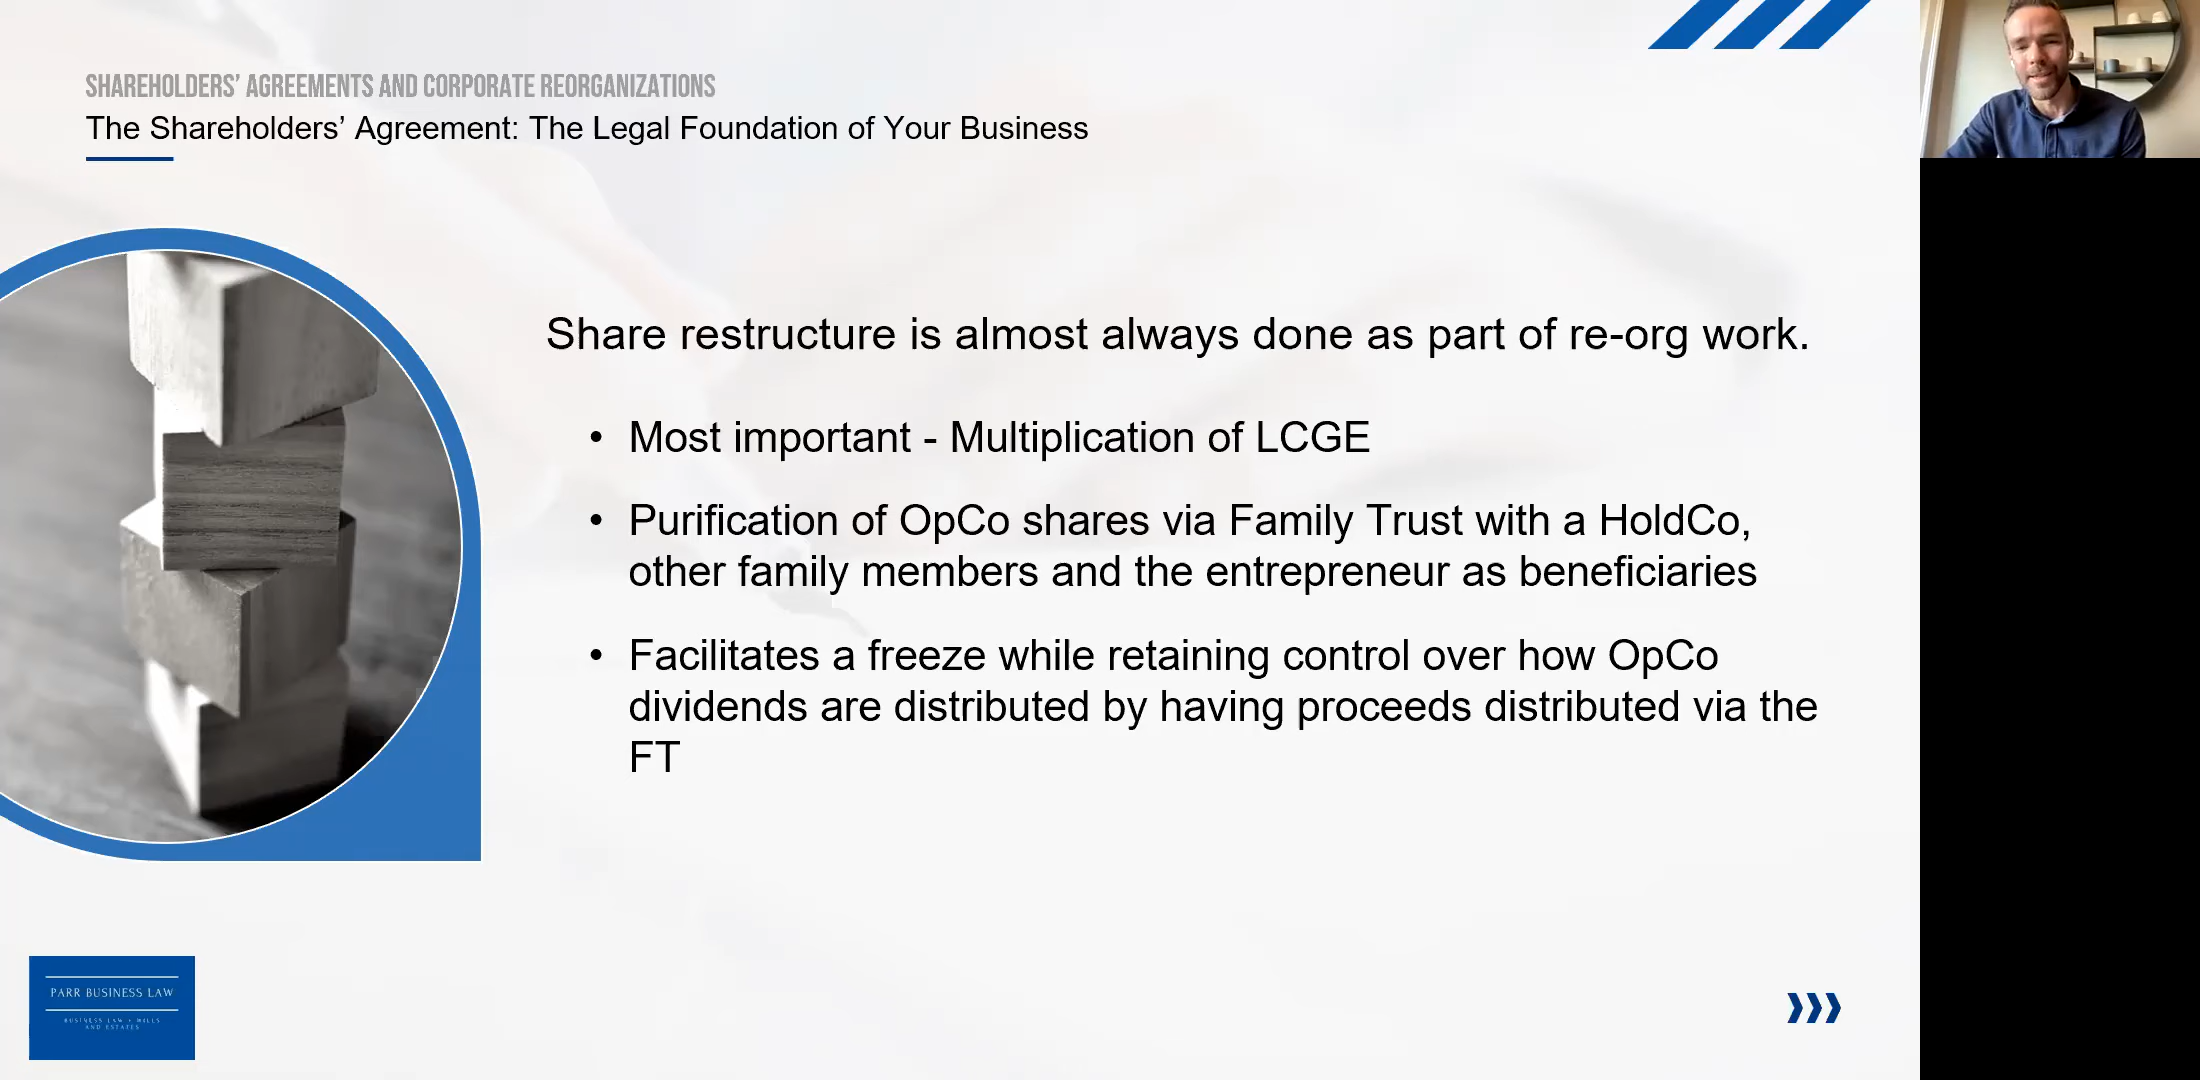 SHAREHOLDERS’ AGREEMENTS AND CORPORATE REORGANIZATIONS
The Shareholders’ Agreement: The Legal Foundation of Your Business
Share restructure is almost always done as part of re-org work.
• Most important - Multiplication of LCGE
• Purification of OpCo shares via Family Trust with a HoldCo,
other family members and the entrepreneur as beneficiaries
• Facilitates a freeze while retaining control over how OpCo
dividends are distributed by having proceeds distributed via the
FT
PARR BUSINESS LAW
BUSINESS LAW • WILLS
AND ESTATES